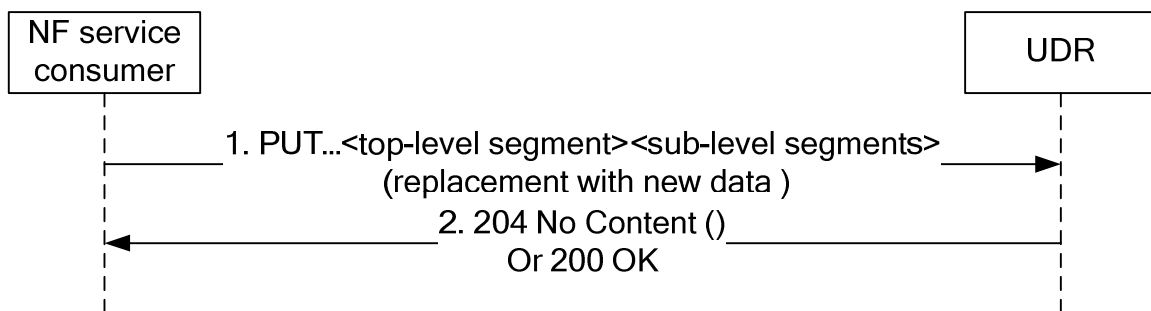 NF service
consumer
UDR
1. PUT...<top-level segment><sub-level segments>
(replacement with new data )
2. 204 No Content ()
Or 200 OK